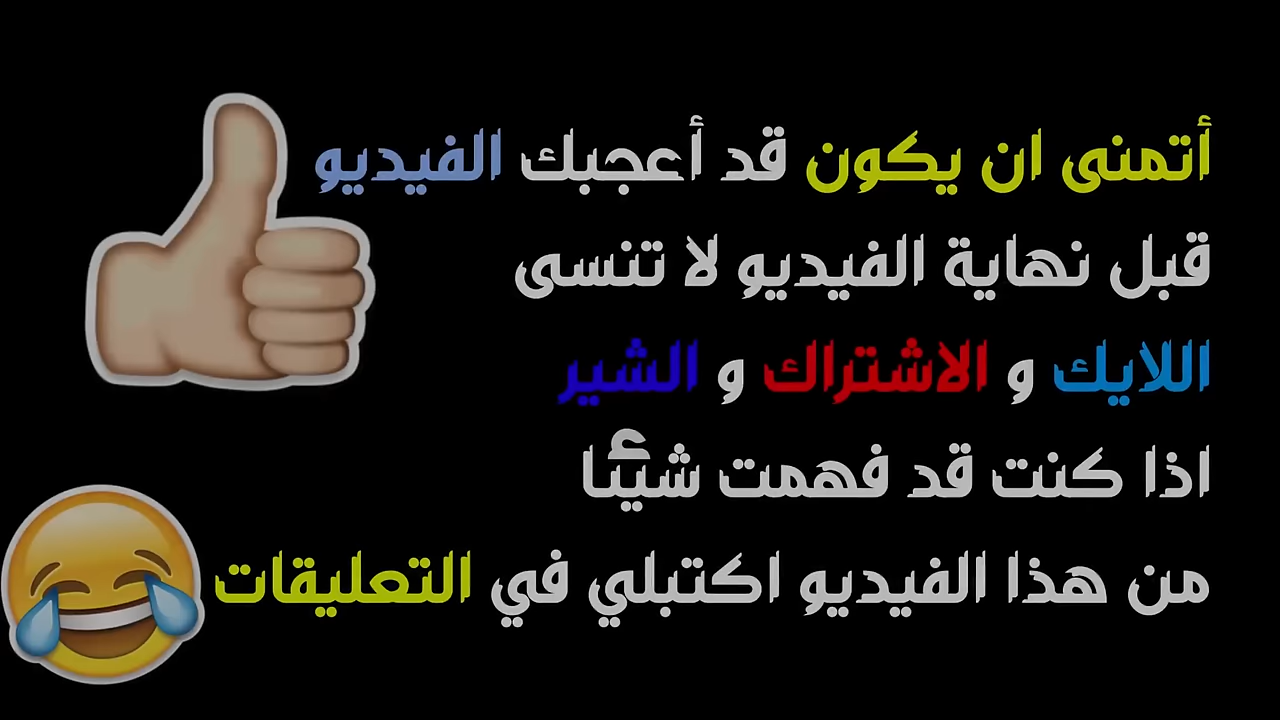 أتمنى ان يكون قد أعجبك الفيديو
قبل نهاية الفيديو لا تنسى
اللايك و الاشتراك و الشير
اذا كنت قد فهمت شيئا
من هذا الفيديو اكتبلي في التعليقات